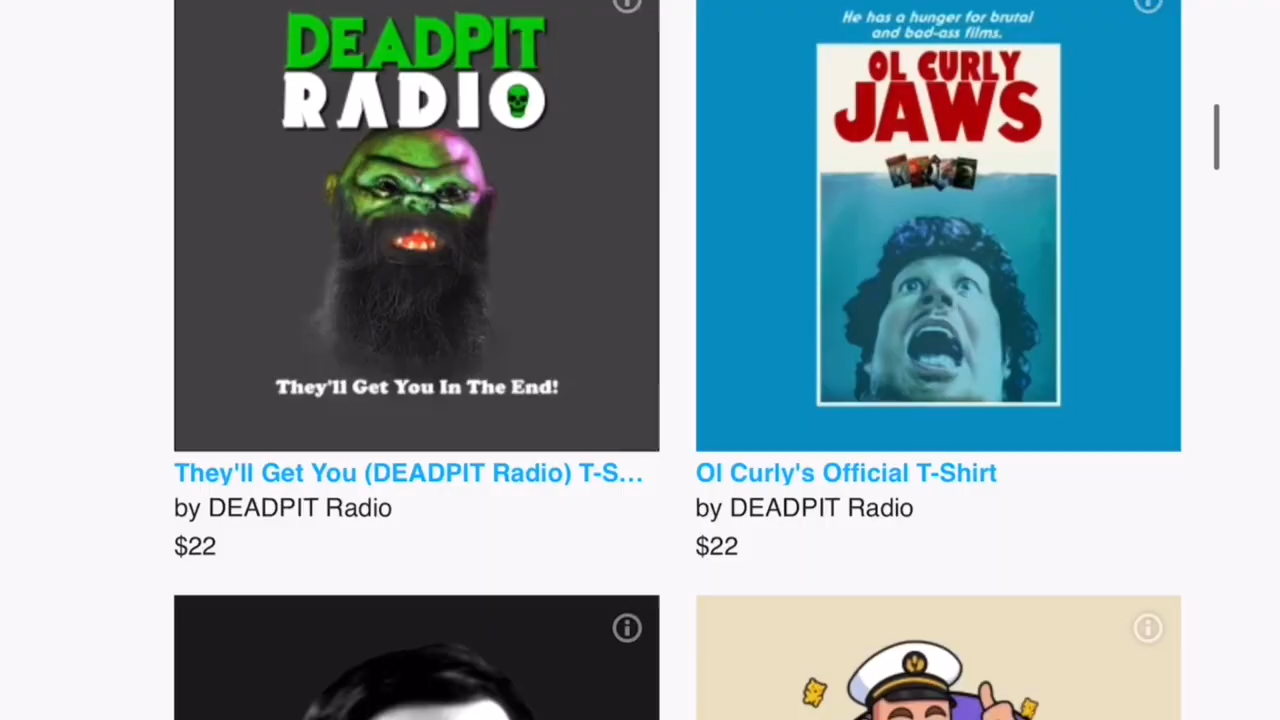 DEADPIT
RADIO
They'll Get You In The End!
They'll Get You (DEADPIT Radio) T-S...
by DEADPIT Radio
$22
He has a hunger for brutal
and bad-ass films.
OL CURLY
JAWS
Ol Curly's Official T-Shirt
by DEADPIT Radio
$22